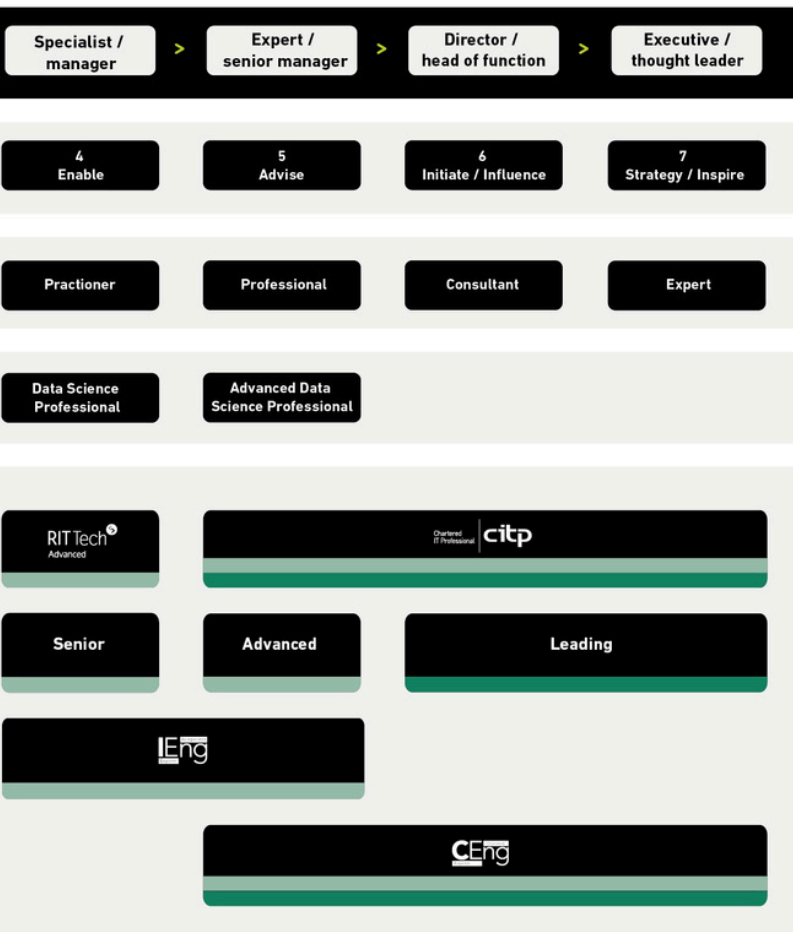 Specialist /
manager
>
Expert /
senior manager
>
Director /
head of function
>
Executive /
thought leader
4
Enable
5
Advise
6
Initiate / Influence
7
Strategy / Inspire
Practioner
Professional
Consultant
Expert
Data Science
Professional
Advanced Data
Science Professional
RITTech
Advanced
Chartered
IT Professional
citp
Senior
Advanced
Leading
IEng
CEng